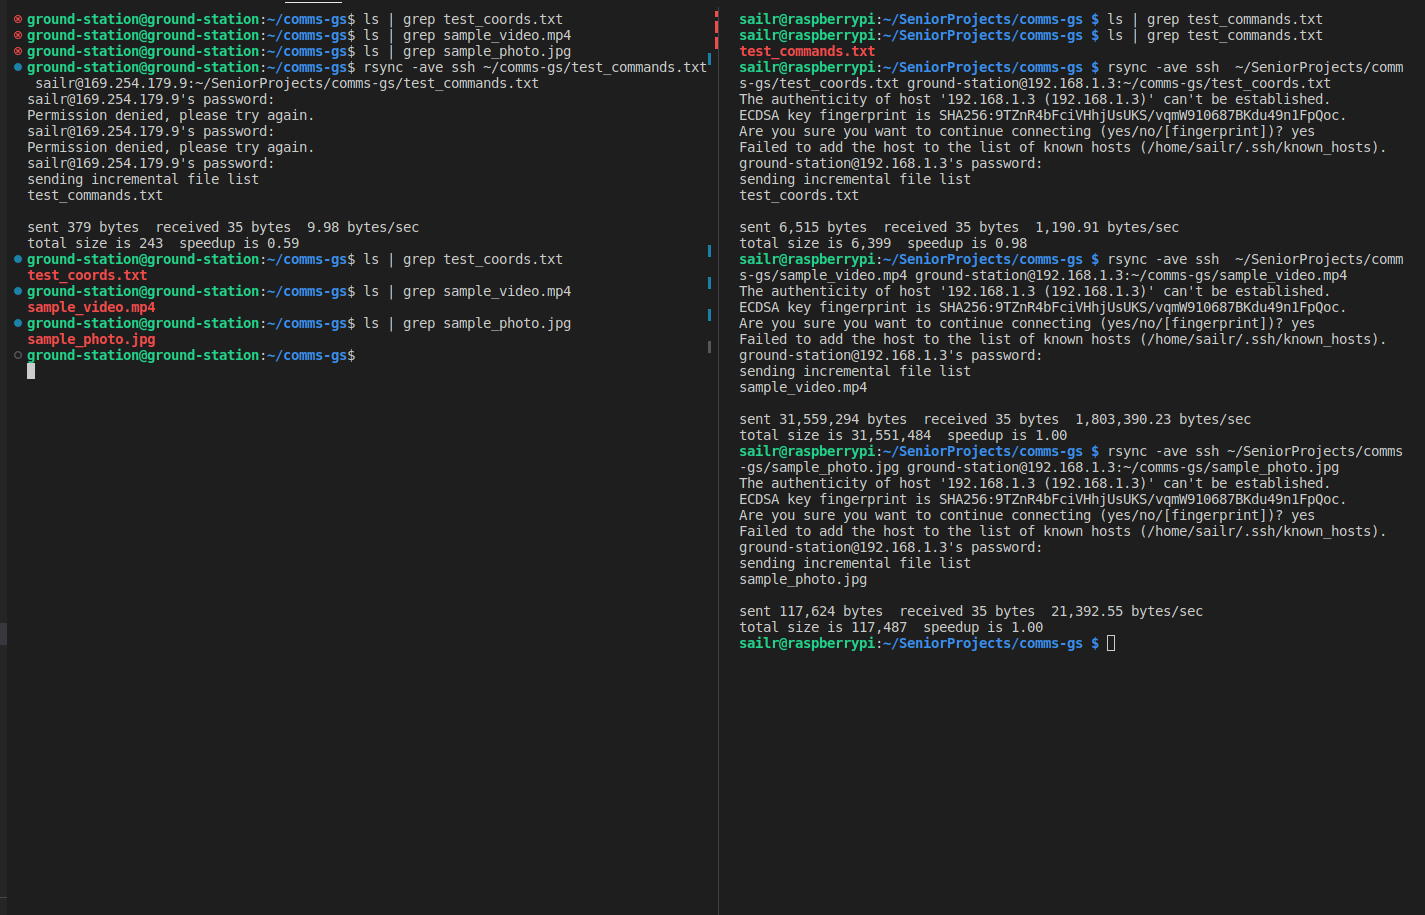 ground-station@ground-station:~/comms-gs$ ls | grep test_coords.txt
ground-station@ground-station:~/comms-gs$ ls | grep sample_video.mp4
ground-station@ground-station:~/comms-gs$ ls | grep sample_photo.jpg
ground-station@ground-station:~/comms-gs$ rsync -ave ssh ~/comms-gs/test_commands.txt
 sailr@169.254.179.9:~/SeniorProjects/comms-gs/test_commands.txt
sailr@169.254.179.9's password:
Permission denied, please try again.
sailr@169.254.179.9's password:
Permission denied, please try again.
sailr@169.254.179.9's password:
sending incremental file list
test_commands.txt

sent 379 bytes  received 35 bytes  9.98 bytes/sec
total size is 243  speedup is 0.59
ground-station@ground-station:~/comms-gs$ ls | grep test_coords.txt
test_coords.txt
ground-station@ground-station:~/comms-gs$ ls | grep sample_video.mp4
sample_video.mp4
ground-station@ground-station:~/comms-gs$ ls | grep sample_photo.jpg
sample_photo.jpg
ground-station@ground-station:~/comms-gs$
sailr@raspberrypi:~/SeniorProjects/comms-gs $ ls | grep test_commands.txt
sailr@raspberrypi:~/SeniorProjects/comms-gs $ ls | grep test_commands.txt
test_commands.txt
sailr@raspberrypi:~/SeniorProjects/comms-gs $ rsync -ave ssh  ~/SeniorProjects/comm
s-gs/test_coords.txt ground-station@192.168.1.3:~/comms-gs/test_coords.txt
The authenticity of host '192.168.1.3 (192.168.1.3)' can't be established.
ECDSA key fingerprint is SHA256:9TZnR4bFciVHhjUsUKS/vqmW910687BKdu49n1FpQoc.
Are you sure you want to continue connecting (yes/no/[fingerprint])? yes
Failed to add the host to the list of known hosts (/home/sailr/.ssh/known_hosts).
ground-station@192.168.1.3's password:
sending incremental file list
test_coords.txt

sent 6,515 bytes  received 35 bytes  1,190.91 bytes/sec
total size is 6,399  speedup is 0.98
sailr@raspberrypi:~/SeniorProjects/comms-gs $ rsync -ave ssh  ~/SeniorProjects/comm
s-gs/sample_video.mp4 ground-station@192.168.1.3:~/comms-gs/sample_video.mp4
The authenticity of host '192.168.1.3 (192.168.1.3)' can't be established.
ECDSA key fingerprint is SHA256:9TZnR4bFciVHhjUsUKS/vqmW910687BKdu49n1FpQoc.
Are you sure you want to continue connecting (yes/no/[fingerprint])? yes
Failed to add the host to the list of known hosts (/home/sailr/.ssh/known_hosts).
ground-station@192.168.1.3's password:
sending incremental file list
sample_video.mp4

sent 31,559,294 bytes  received 35 bytes  1,803,390.23 bytes/sec
total size is 31,551,484  speedup is 1.00
sailr@raspberrypi:~/SeniorProjects/comms-gs $ rsync -ave ssh ~/SeniorProjects/comms
-gs/sample_photo.jpg ground-station@192.168.1.3:~/comms-gs/sample_photo.jpg
The authenticity of host '192.168.1.3 (192.168.1.3)' can't be established.
ECDSA key fingerprint is SHA256:9TZnR4bFciVHhjUsUKS/vqmW910687BKdu49n1FpQoc.
Are you sure you want to continue connecting (yes/no/[fingerprint])? yes
Failed to add the host to the list of known hosts (/home/sailr/.ssh/known_hosts).
ground-station@192.168.1.3's password:
sending incremental file list
sample_photo.jpg

sent 117,624 bytes  received 35 bytes  21,392.55 bytes/sec
total size is 117,487  speedup is 1.00
sailr@raspberrypi:~/SeniorProjects/comms-gs $